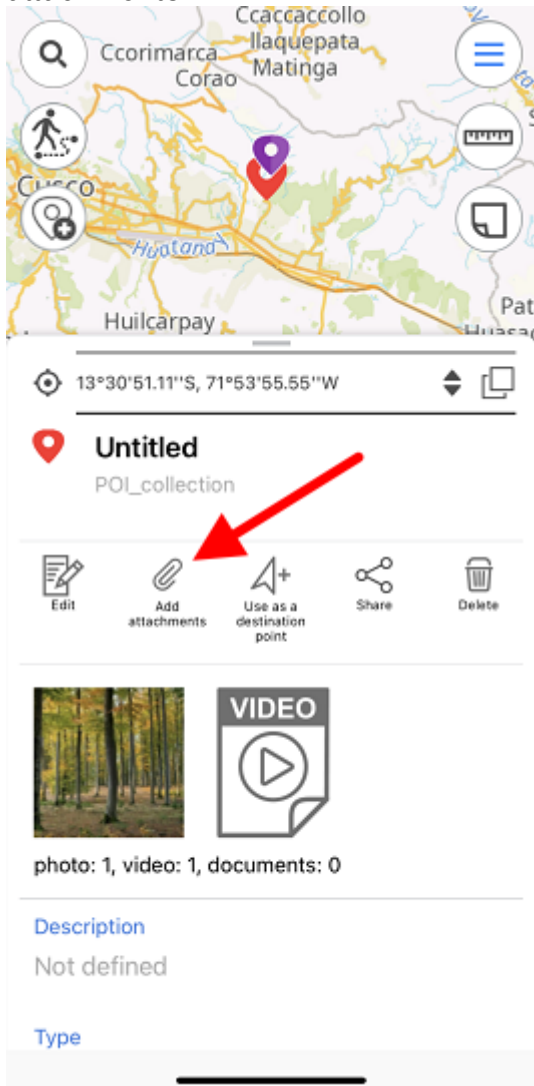 Ccaccaccollo
Ccorimarca
llaquepata
Corao
Matinga
Cusco
Huatanay
Huilcarpay
Pat
13°30'51.11''S, 71°53'55.55''W
Untitled
POI_collection
Edit
Add
attachments
Use as a
destination
point
Share
Delete
VIDEO
photo: 1, video: 1, documents: 0
Description
Not defined
Type